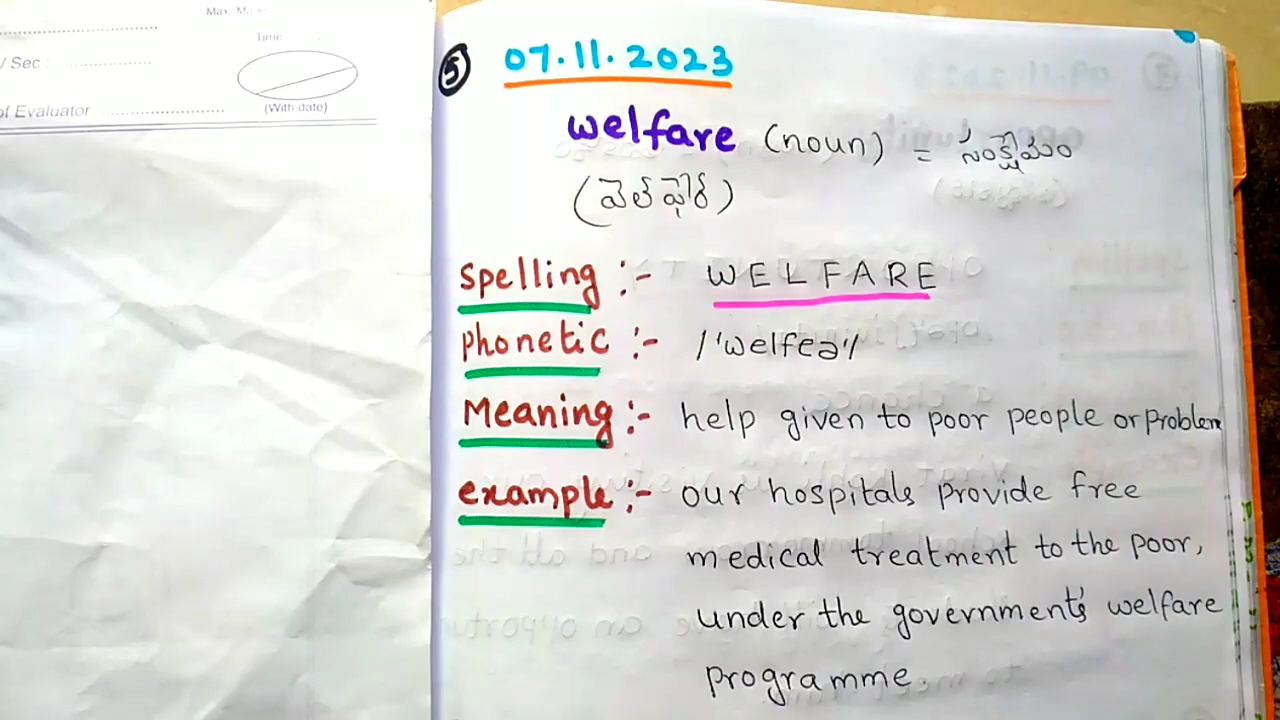 Time
/ Sec :
of Evaluator
(With date)
5 07.11.2023
welfare (noun) = సంక్షేమం
(వెల్ఫేర్)
spelling :- WELFARE
phonetic :- /'welfeə'/
Meaning :- help given to poor people or problem
example :- our hospitals provide free
medical treatment to the poor,
under the government's welfare
programme.